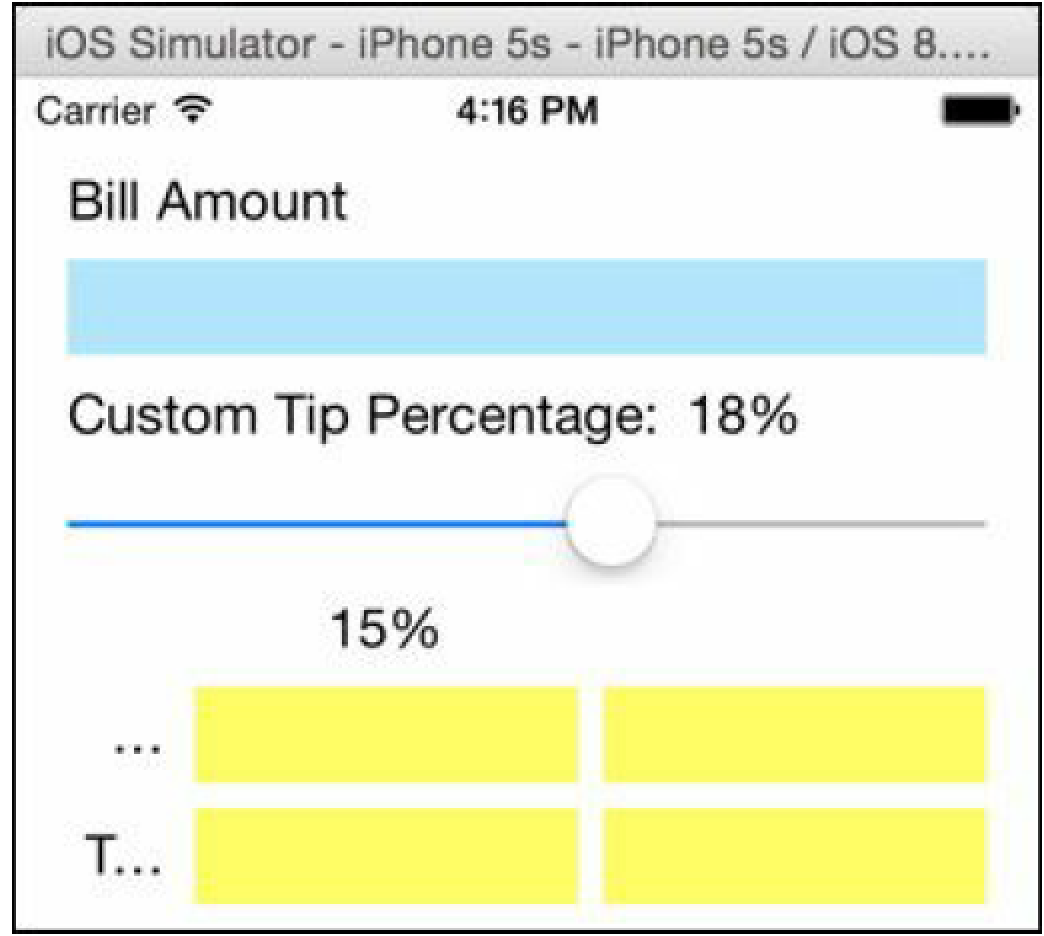 iOS Simulator - iPhone 5s - iPhone 5s / iOS 8....
Carrier 4:16 PM
Bill Amount
Custom Tip Percentage: 18%
15%
...
T...